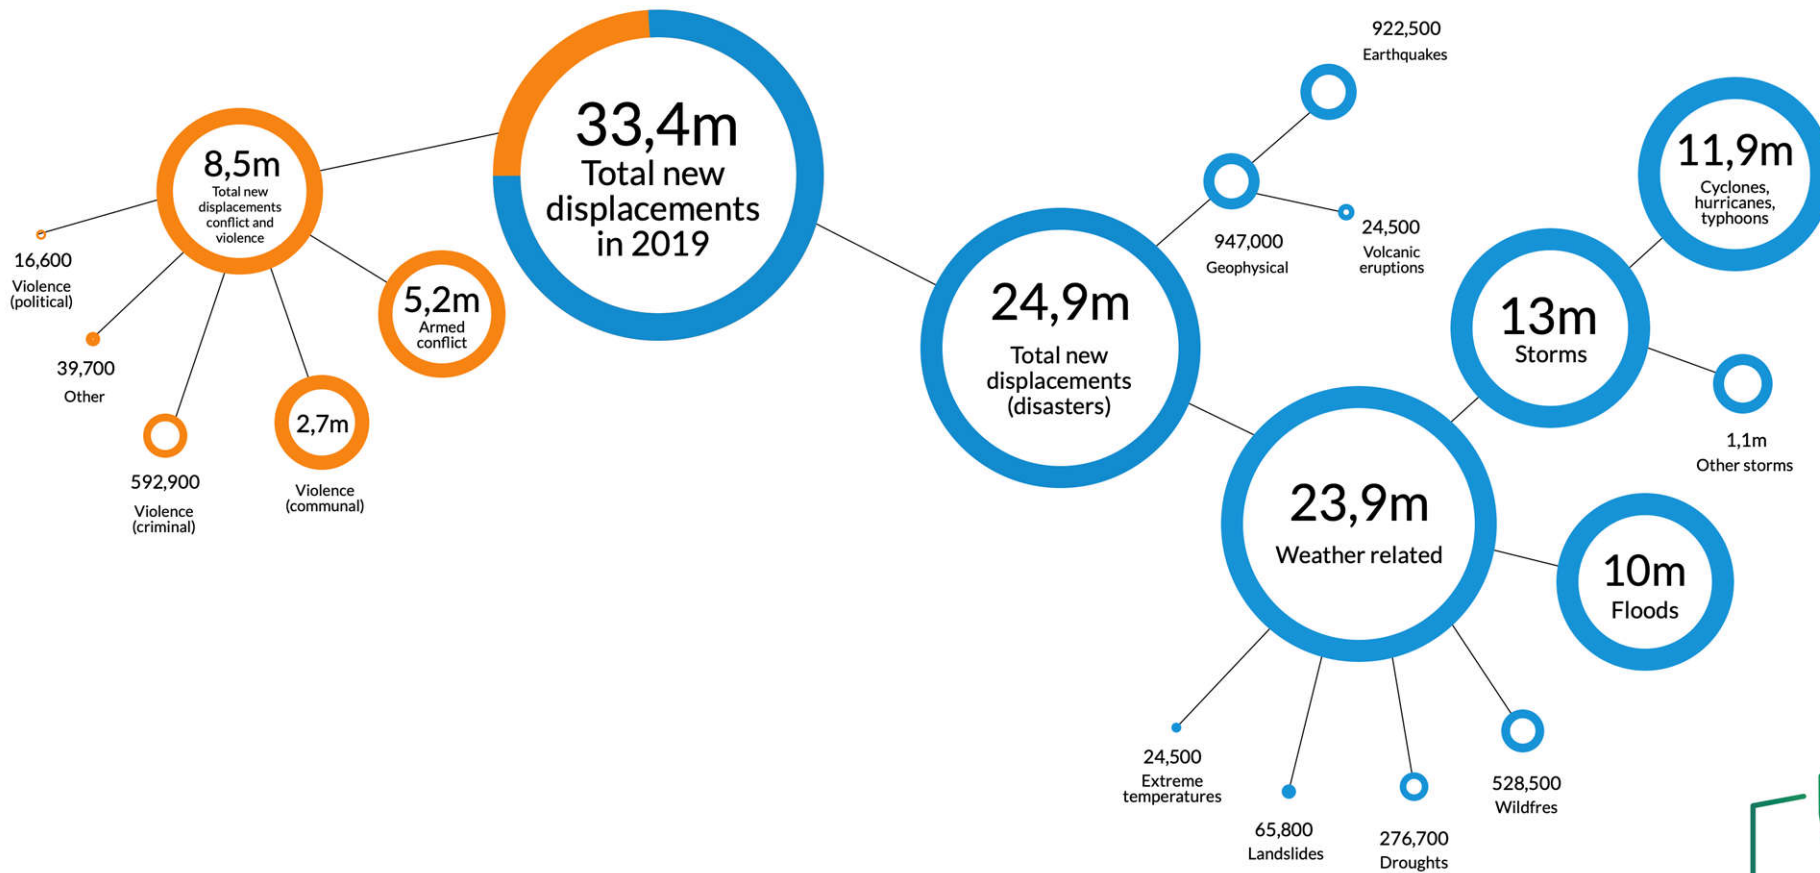 33,4m
Total new
displacements
in 2019
8,5m
Total new
displacements
conflict and
violence
16,600
Violence
(political)
39,700
Other
592,900
Violence
(criminal)
2,7m
Violence
(communal)
5,2m
Armed
conflict
24,9m
Total new
displacements
(disasters)
947,000
Geophysical
922,500
Earthquakes
24,500
Volcanic
eruptions
23,9m
Weather related
13m
Storms
11,9m
Cyclones,
hurricanes,
typhoons
1,1m
Other storms
10m
Floods
528,500
Wildfres
276,700
Droughts
65,800
Landslides
24,500
Extreme
temperatures